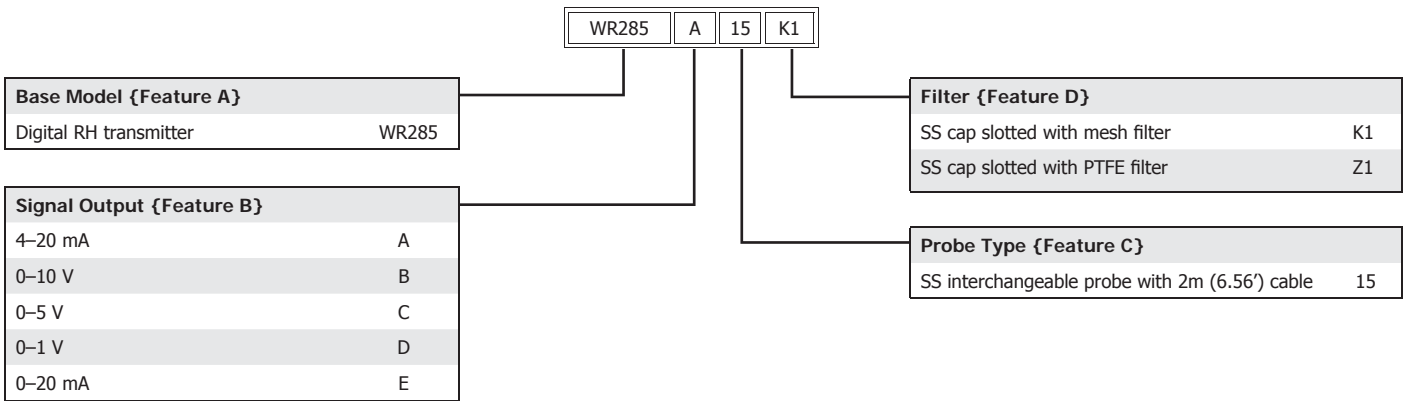 WR285 A 15 K1
Base Model {Feature A}
Digital RH transmitter WR285
Signal Output {Feature B}
4–20 mA A
0–10 V B
0–5 V C
0–1 V D
0–20 mA E
Filter {Feature D}
SS cap slotted with mesh filter K1
SS cap slotted with PTFE filter Z1
Probe Type {Feature C}
SS interchangeable probe with 2m (6.56′) cable 15